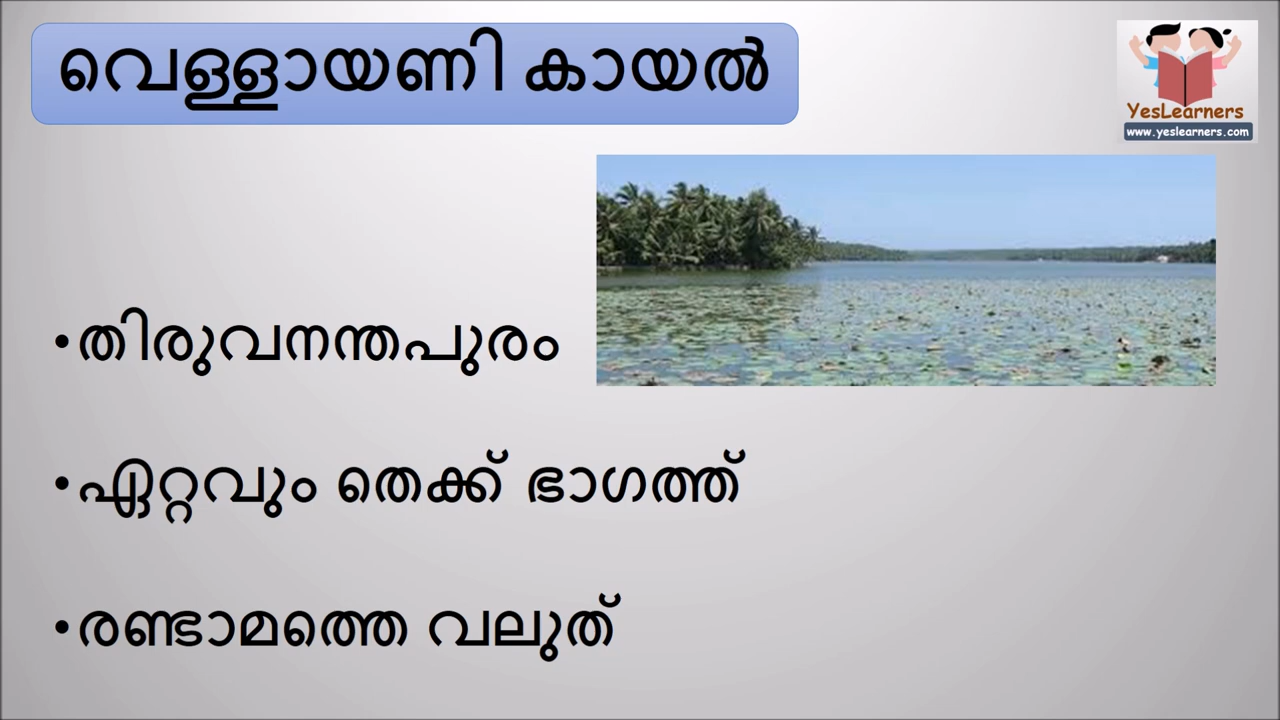 വെള്ളായണി കായൽ
YesLearners
www.yeslearners.com
•തിരുവനന്തപുരം
•ഏറ്റവും തെക്ക് ഭാഗത്ത്
•രണ്ടാമത്തെ വലുത്